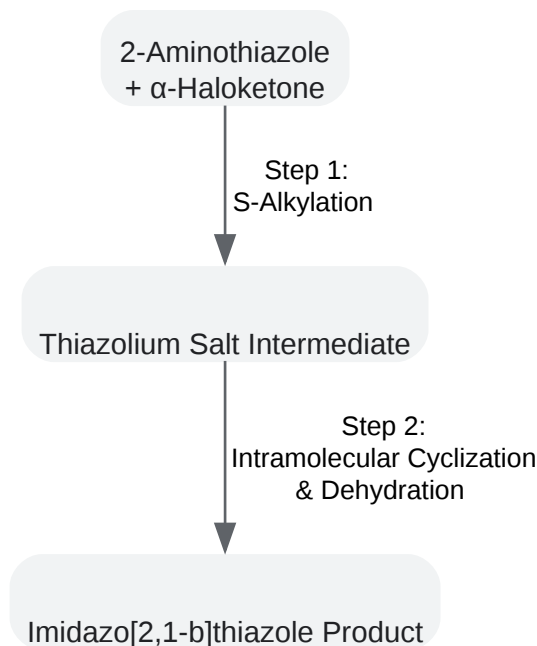 2-Aminothiazole
+ α-Haloketone
Step 1:
S-Alkylation
Thiazolium Salt Intermediate
Step 2:
Intramolecular Cyclization
& Dehydration
Imidazo[2,1-b]thiazole Product